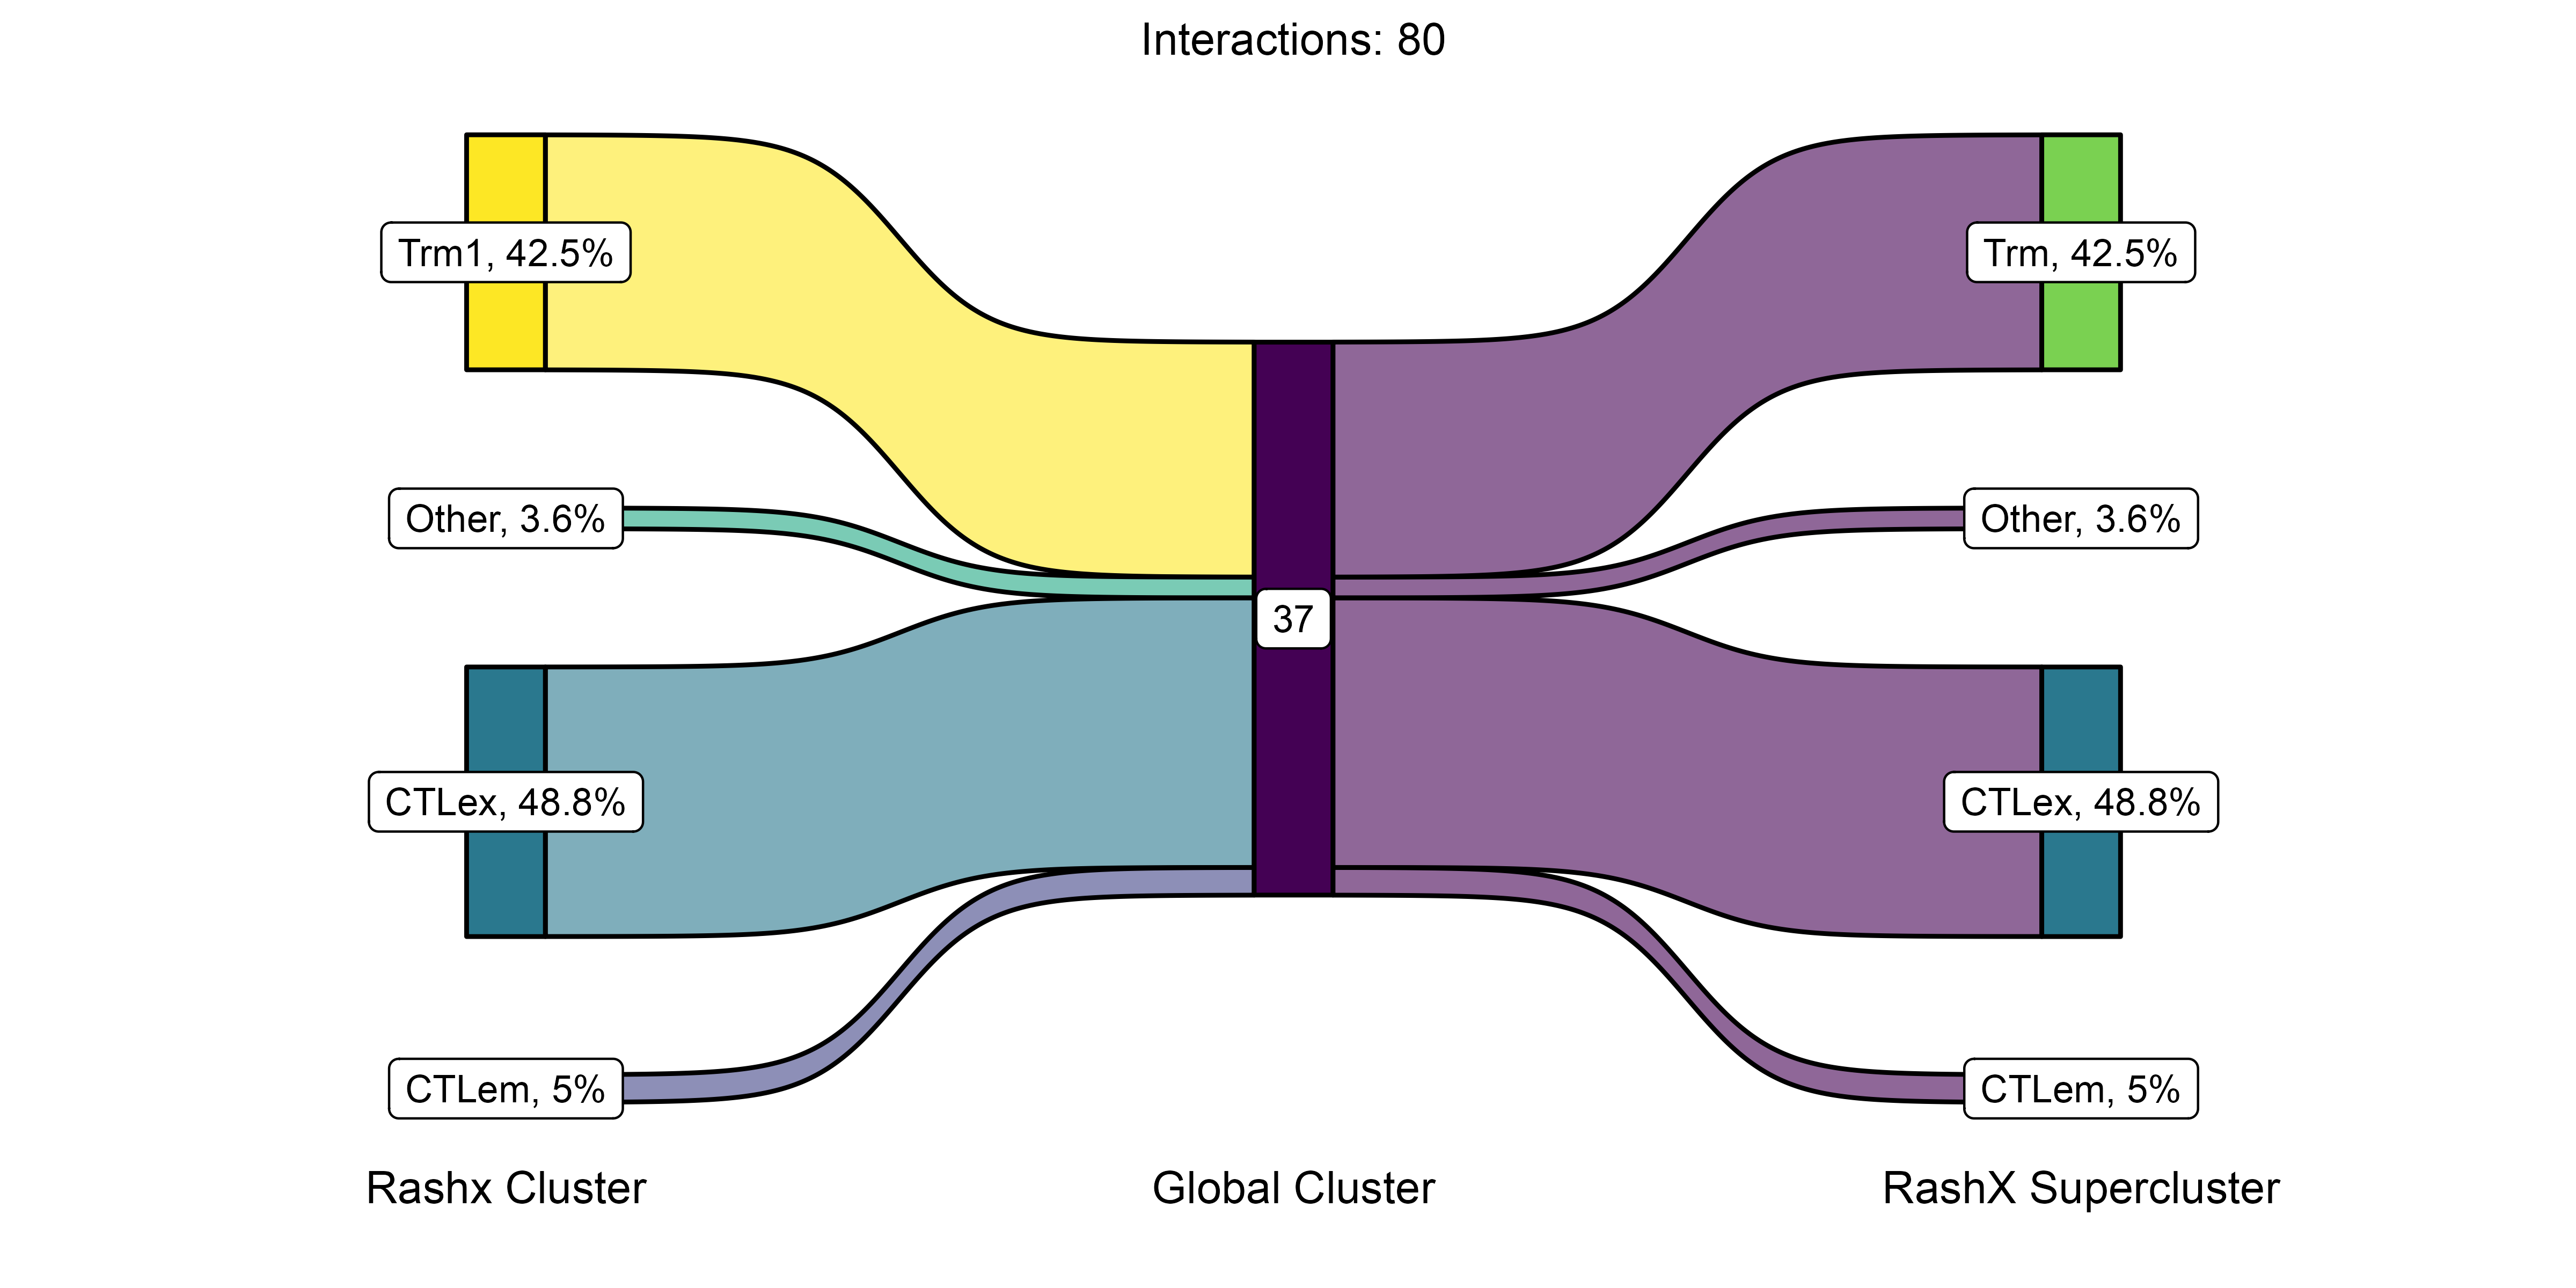 Interactions: 80
Trm1, 42.5%
Trm, 42.5%
Other, 3.6%
Other, 3.6%
37
CTLex, 48.8%
CTLex, 48.8%
CTLem, 5%
CTLem, 5%
Rashx Cluster
Global Cluster
RashX Supercluster